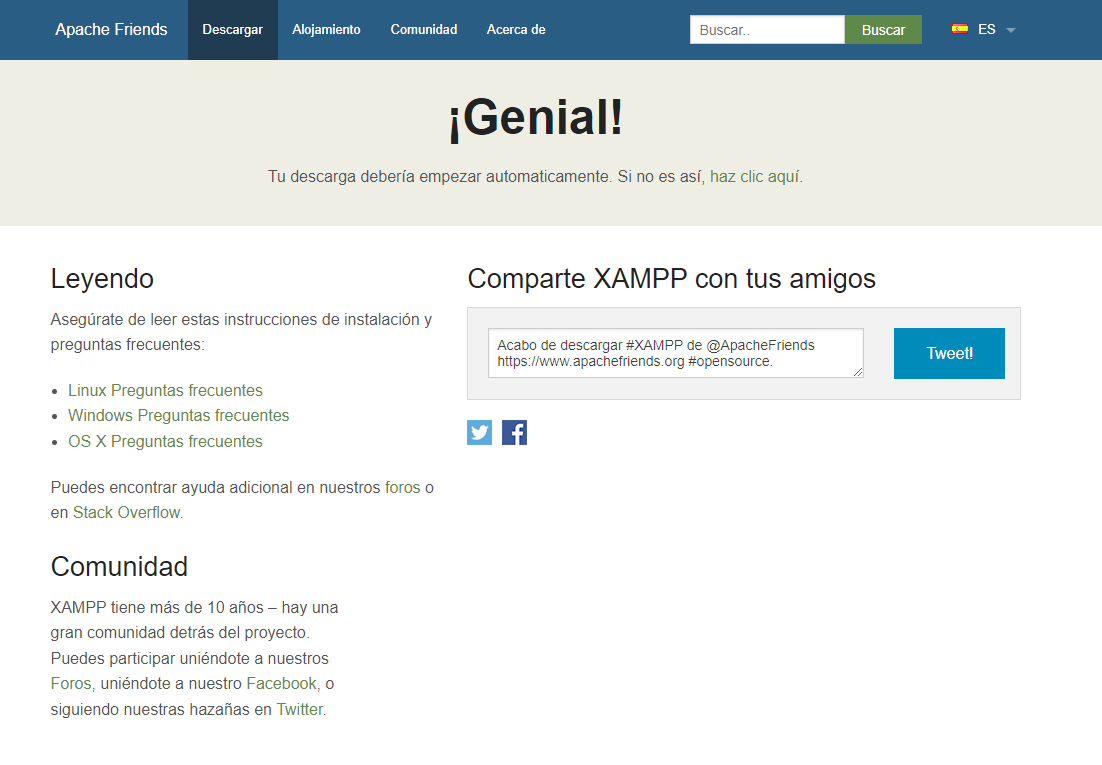 Apache Friends Descargar Alojamiento Comunidad Acerca de Buscar.. Buscar ES
¡Genial!
Tu descarga debería empezar automaticamente. Si no es así, haz clic aquí.
Leyendo
Asegúrate de leer estas instrucciones de instalación y
preguntas frecuentes:
Linux Preguntas frecuentes
Windows Preguntas frecuentes
OS X Preguntas frecuentes
Puedes encontrar ayuda adicional en nuestros foros o
en Stack Overflow.
Comunidad
XAMPP tiene más de 10 años – hay una
gran comunidad detrás del proyecto.
Puedes participar uniéndote a nuestros
Foros, uniéndote a nuestro Facebook, o
siguiendo nuestras hazañas en Twitter.
Comparte XAMPP con tus amigos
Acabo de descargar #XAMPP de @ApacheFriends
https://www.apachefriends.org #opensource.
Tweet!